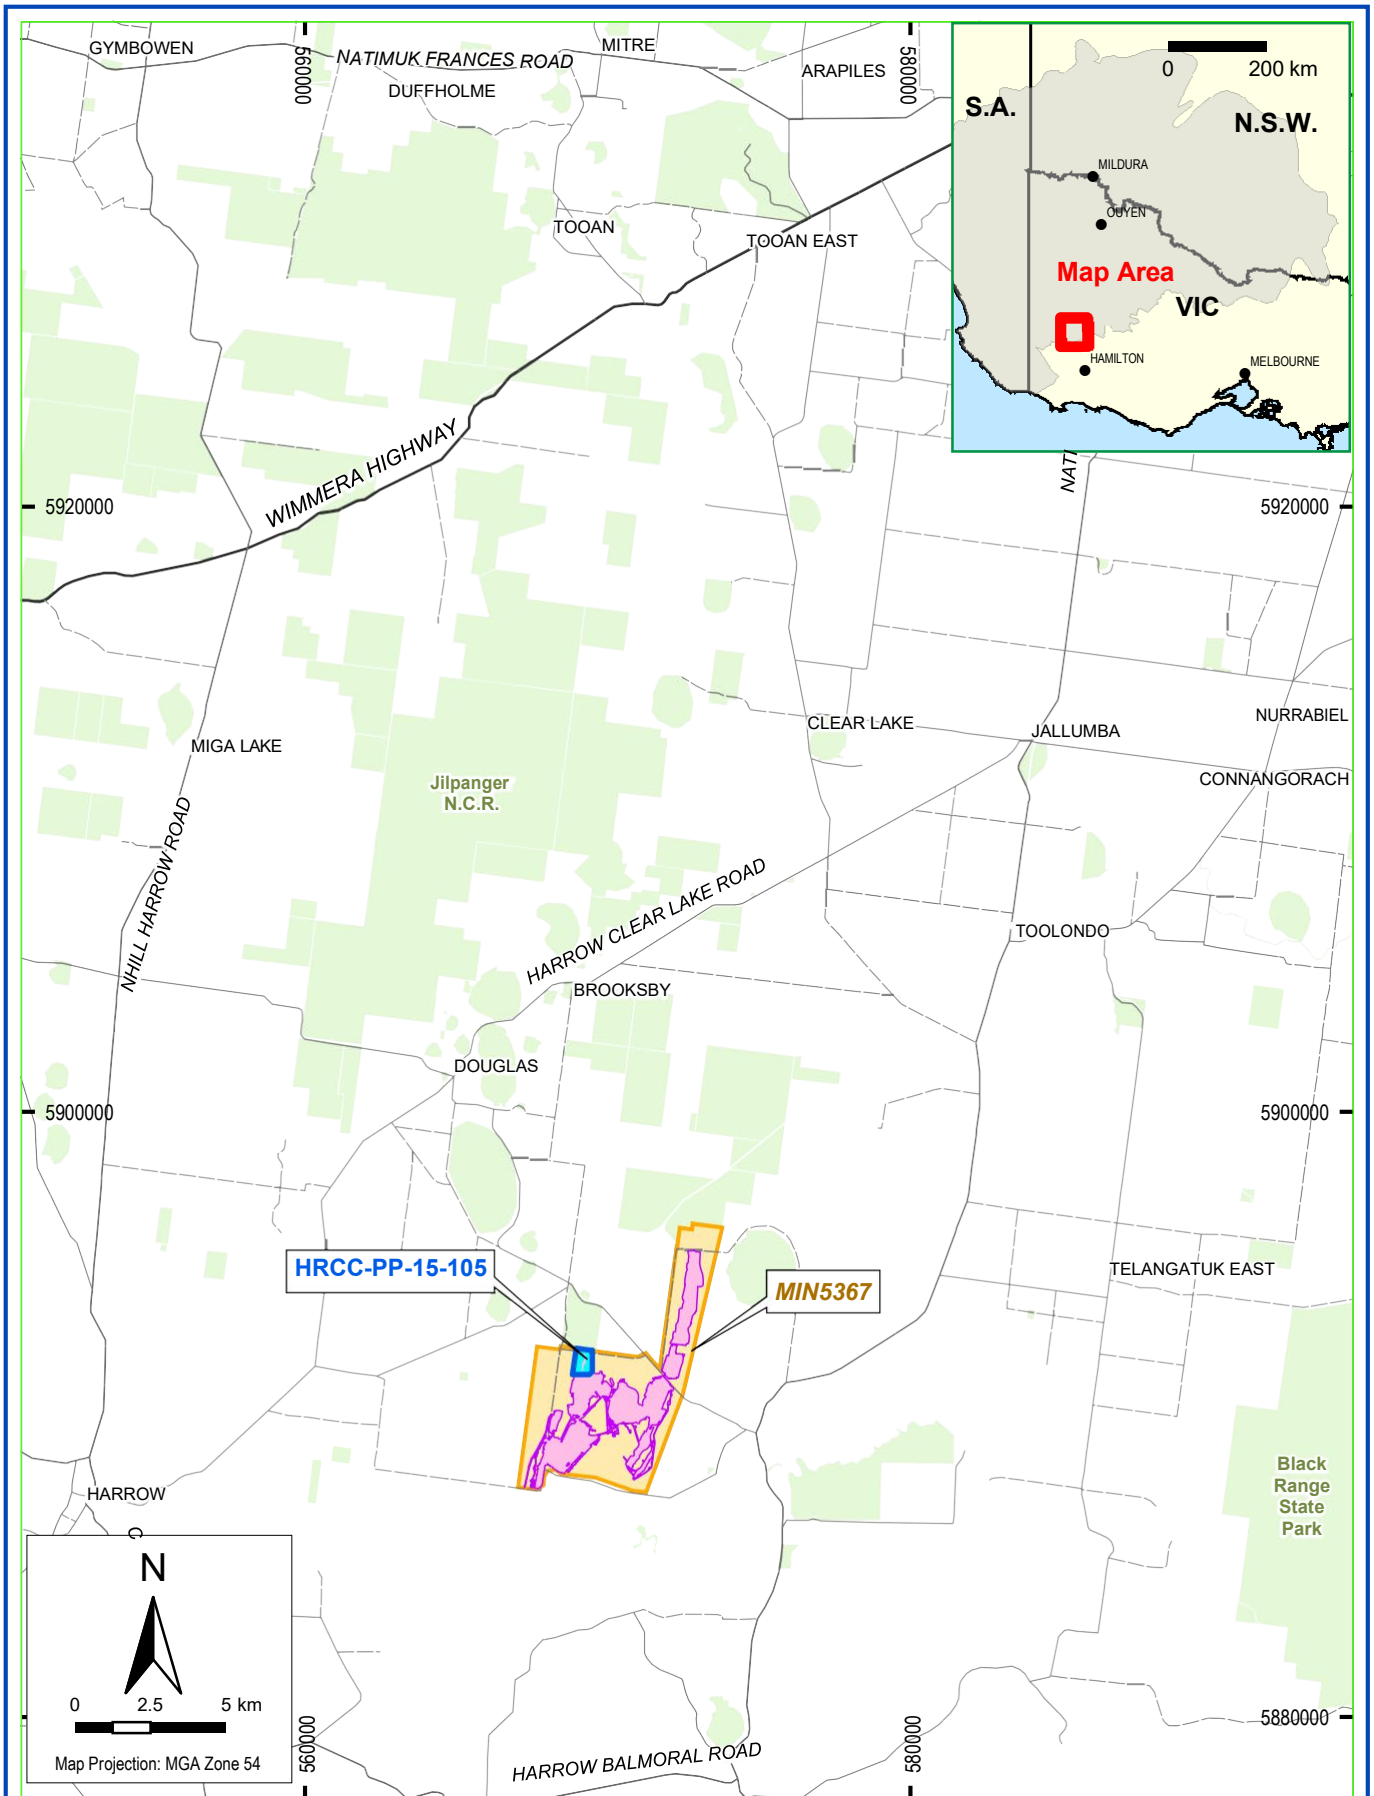 GYMBOWEN
NATIMUK FRANCES ROAD
MITRE
DUFFHOLME
ARAPILES
560000
580000
0 200 km
S.A.
N.S.W.
MILDURA
OUYEN
Map Area
VIC
HAMILTON
MELBOURNE
TOOAN
TOOAN EAST
WIMMERA HIGHWAY
NATI
5920000
5920000
CLEAR LAKE
JALLUMBA
NURRABIEL
MIGA LAKE
CONNANGORACH
Jilpanger
N.C.R.
NHILL HARROW ROAD
HARROW CLEAR LAKE ROAD
TOOLONDO
BROOKSBY
DOUGLAS
5900000
5900000
HRCC-PP-15-105
MIN5367
TELANGATUK EAST
HARROW
Black
Range
State
Park
G
N
0 2.5 5 km
Map Projection: MGA Zone 54
560000
580000
5880000
HARROW BALMORAL ROAD